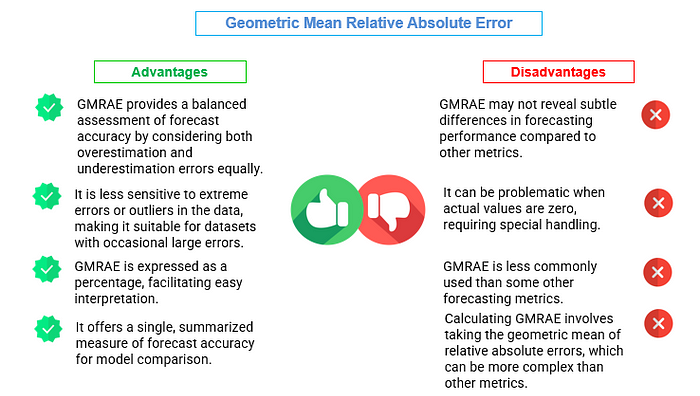 Geometric Mean Relative Absolute Error
Advantages
GMRAE provides a balanced
assessment of forecast
accuracy by considering both
overestimation and
underestimation errors equally.
It is less sensitive to extreme
errors or outliers in the data,
making it suitable for datasets
with occasional large errors.
GMRAE is expressed as a
percentage, facilitating easy
interpretation.
It offers a single, summarized
measure of forecast accuracy
for model comparison.
Disadvantages
GMRAE may not reveal subtle
differences in forecasting
performance compared to
other metrics.
It can be problematic when
actual values are zero,
requiring special handling.
GMRAE is less commonly
used than some other
forecasting metrics.
Calculating GMRAE involves
taking the geometric mean of
relative absolute errors, which
can be more complex than
other metrics.